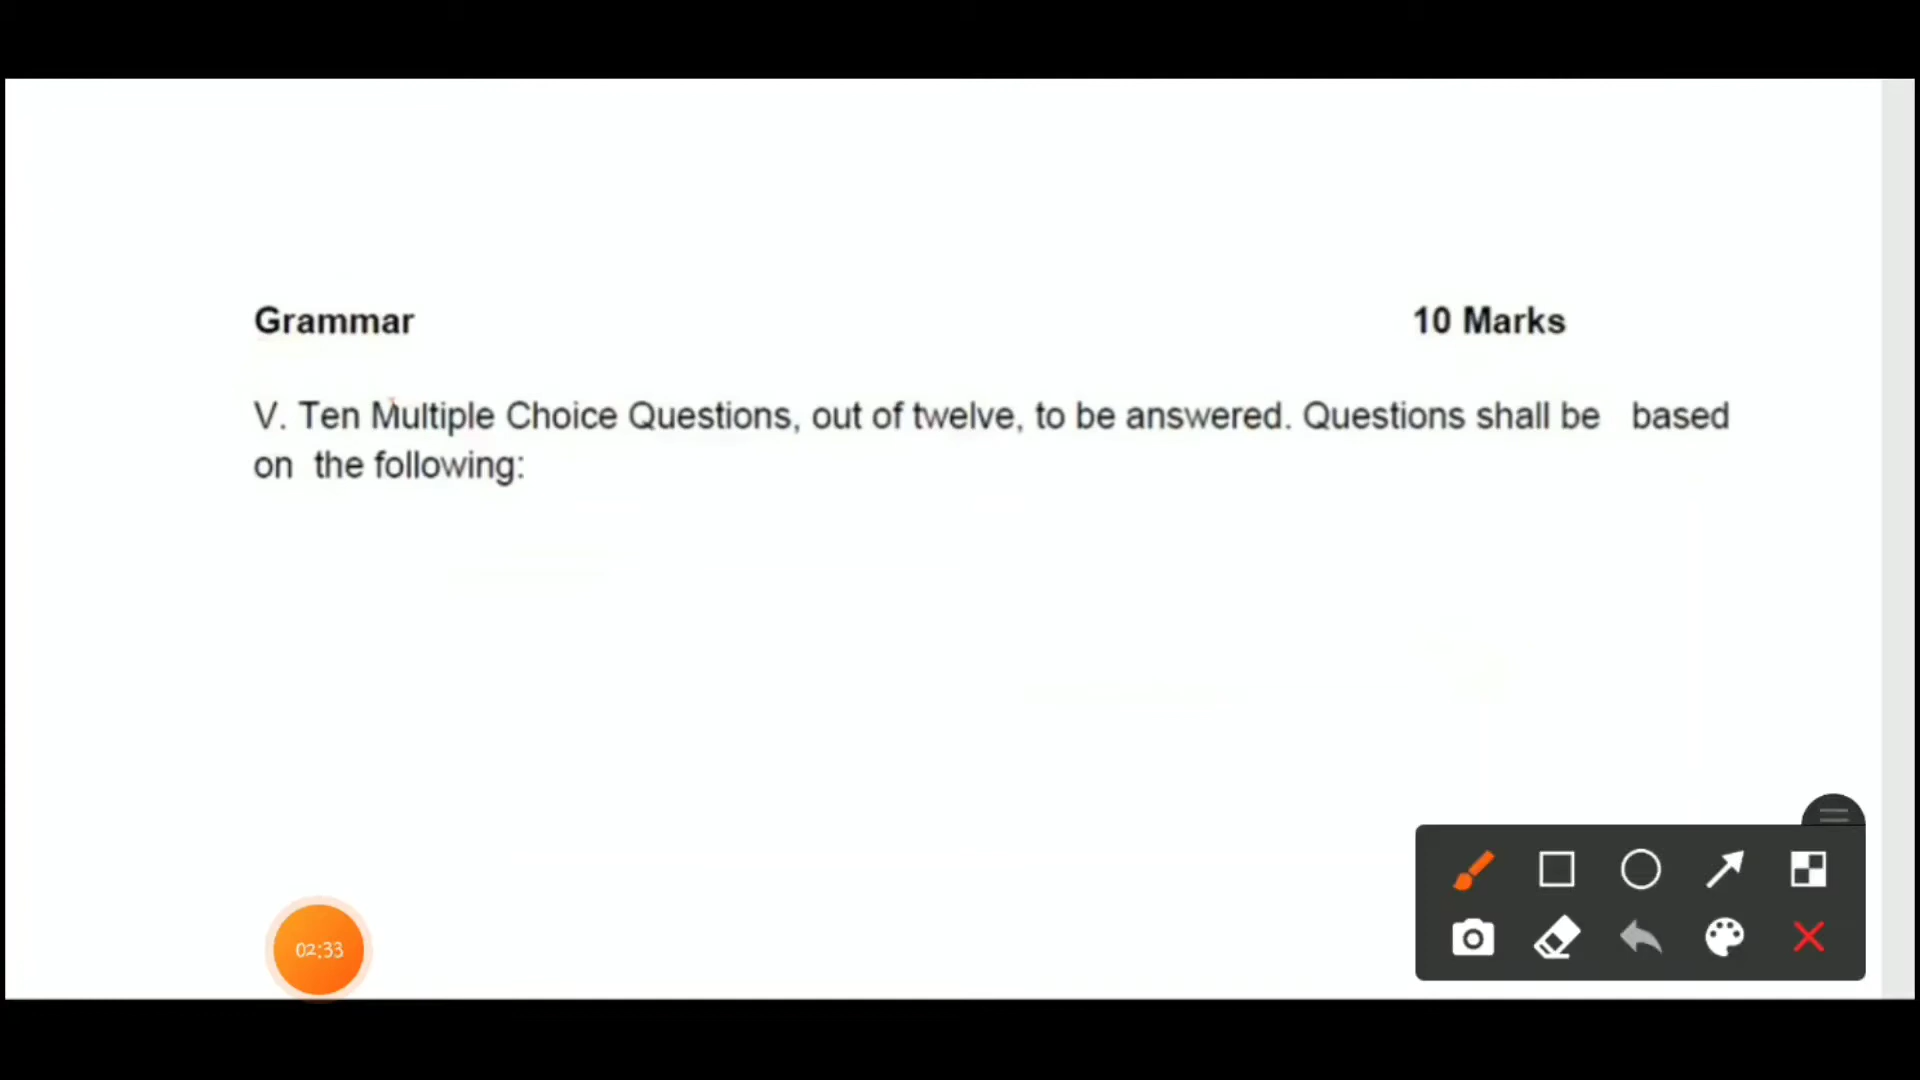 Grammar 10 Marks
V. Ten Multiple Choice Questions, out of twelve, to be answered. Questions shall be based
on the following:
02:33